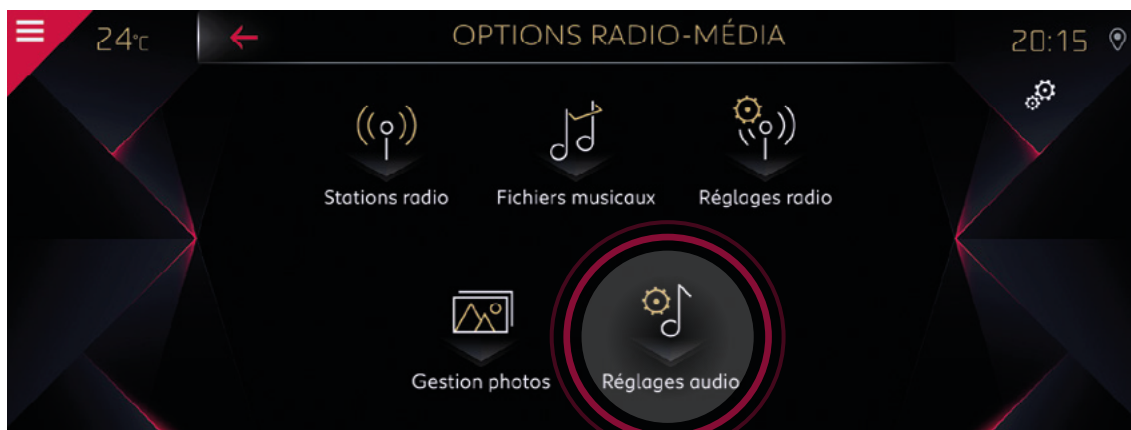 24°C
OPTIONS RADIO-MÉDIA
20:15
Stations radio
Fichiers musicaux
Réglages radio
Gestion photos
Réglages audio